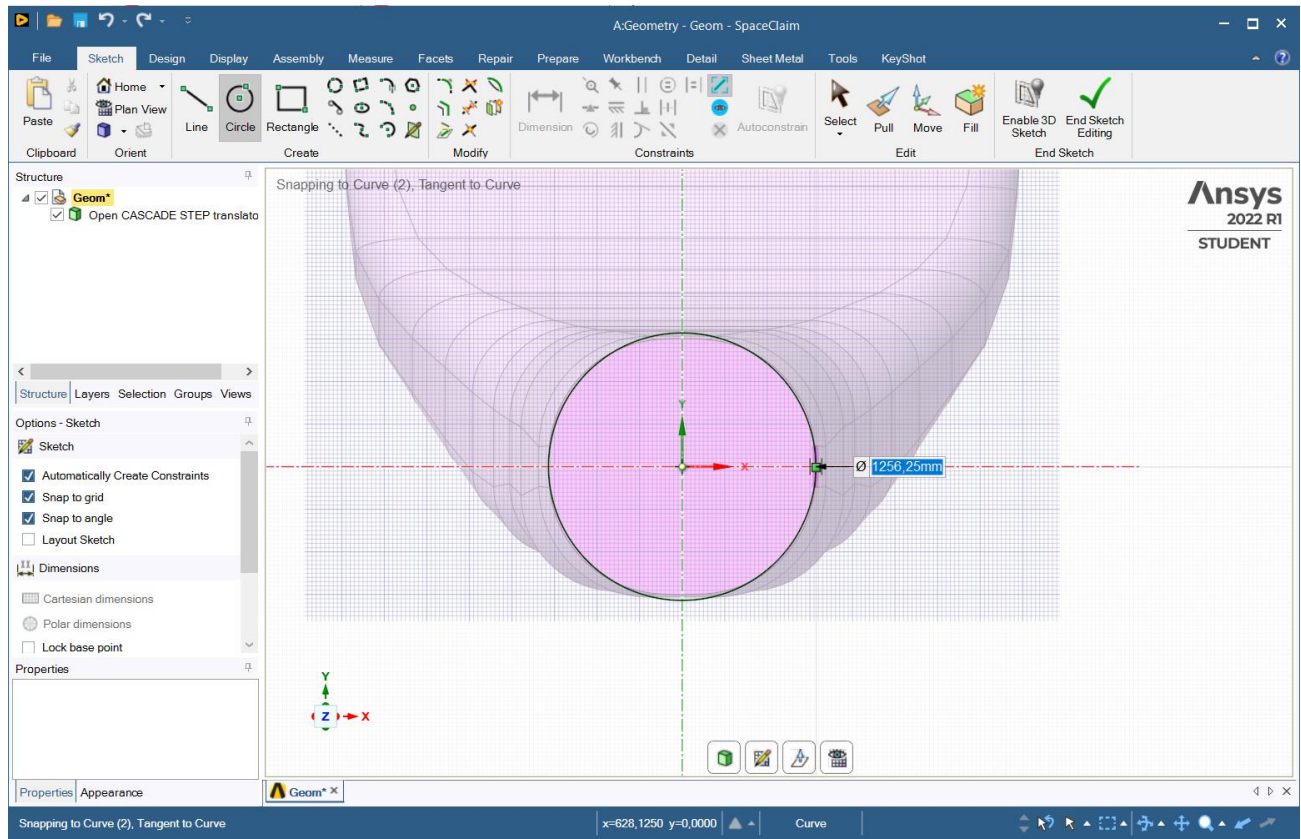 A:Geometry - Geom - SpaceClaim
File Sketch Design Display Assembly Measure Facets Repair Prepare Workbench Detail Sheet Metal Tools KeyShot
Paste
Home
Plan View
Line Circle Rectangle
Dimension
Autoconstrain
Select Pull Move Fill
Enable 3D Sketch
End Sketch Editing
Clipboard Orient Create Modify Constraints Edit End Sketch
Structure
Geom*
Open CASCADE STEP translato
Structure Layers Selection Groups Views
Options - Sketch
Sketch
Automatically Create Constraints
Snap to grid
Snap to angle
Layout Sketch
Dimensions
Cartesian dimensions
Polar dimensions
Lock base point
Properties
Properties Appearance
Snapping to Curve (2), Tangent to Curve
Ansys
2022 R1
STUDENT
Y
X
Ø 1256,25mm
Y
Z X
Geom*
Snapping to Curve (2), Tangent to Curve
x=628,1250 y=0,0000
Curve